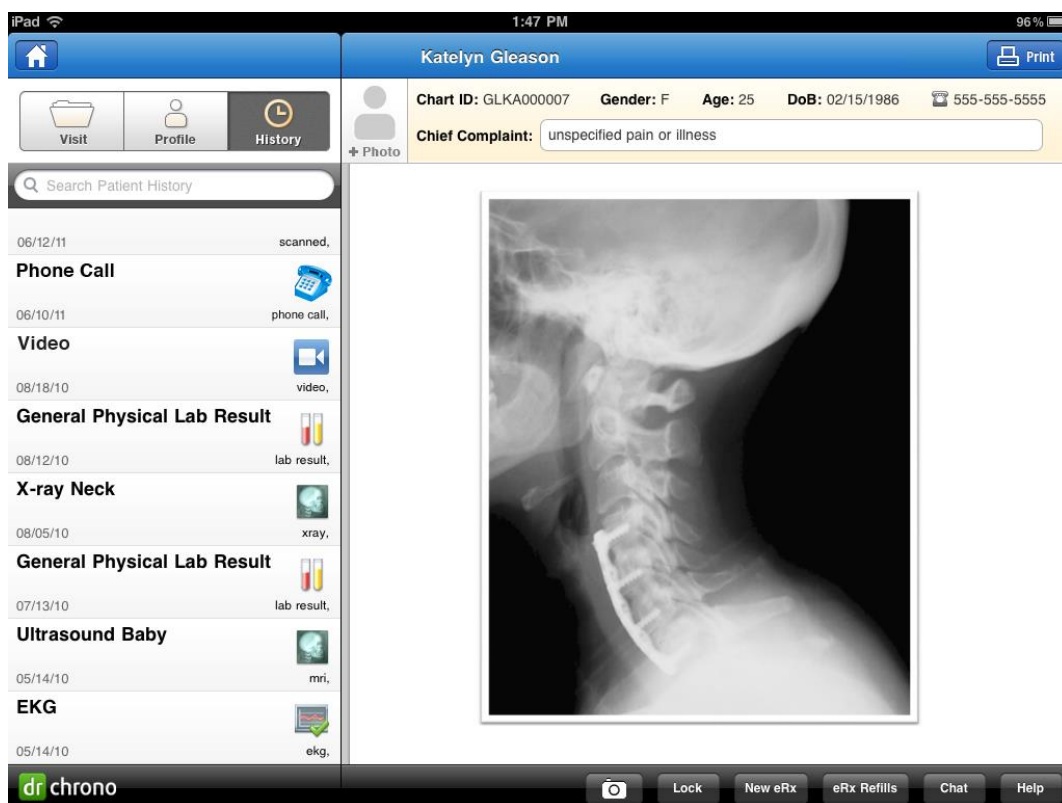 iPad 1:47 PM 96%
Katelyn Gleason Print
Visit Profile History
+ Photo
Chart ID: GLKA000007 Gender: F Age: 25 DoB: 02/15/1986 555-555-5555
Chief Complaint: unspecified pain or illness
Search Patient History
06/12/11 scanned,
Phone Call
06/10/11 phone call,
Video
08/18/10 video,
General Physical Lab Result
08/12/10 lab result,
X-ray Neck
08/05/10 xray,
General Physical Lab Result
07/13/10 lab result,
Ultrasound Baby
05/14/10 mri,
EKG
05/14/10 ekg,
dr chrono Lock New eRx eRx Refills Chat Help